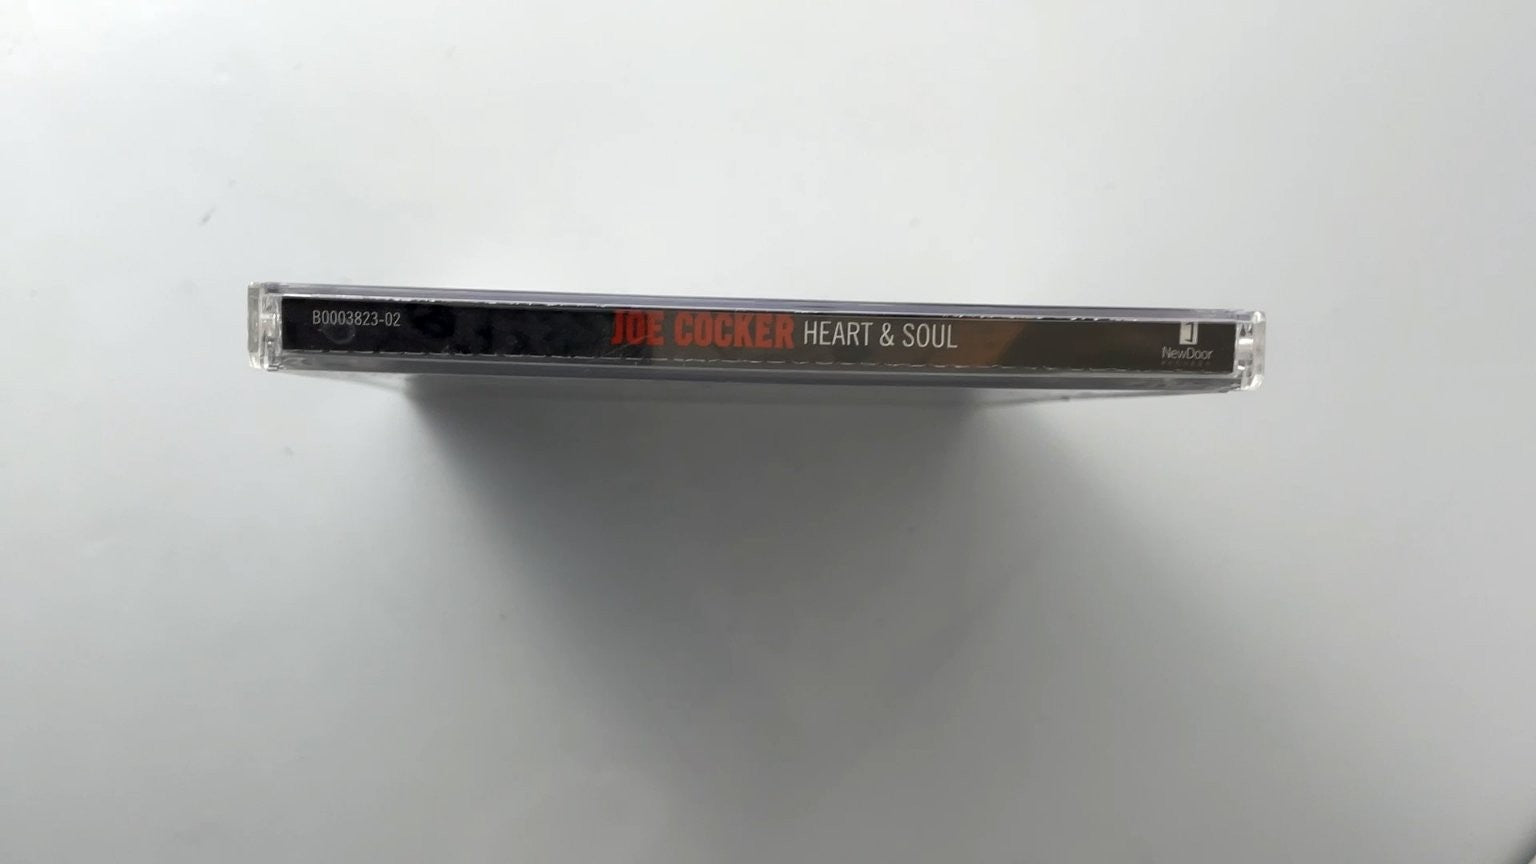 B0003823-02
JOE COCKER HEART & SOUL
NewDoor